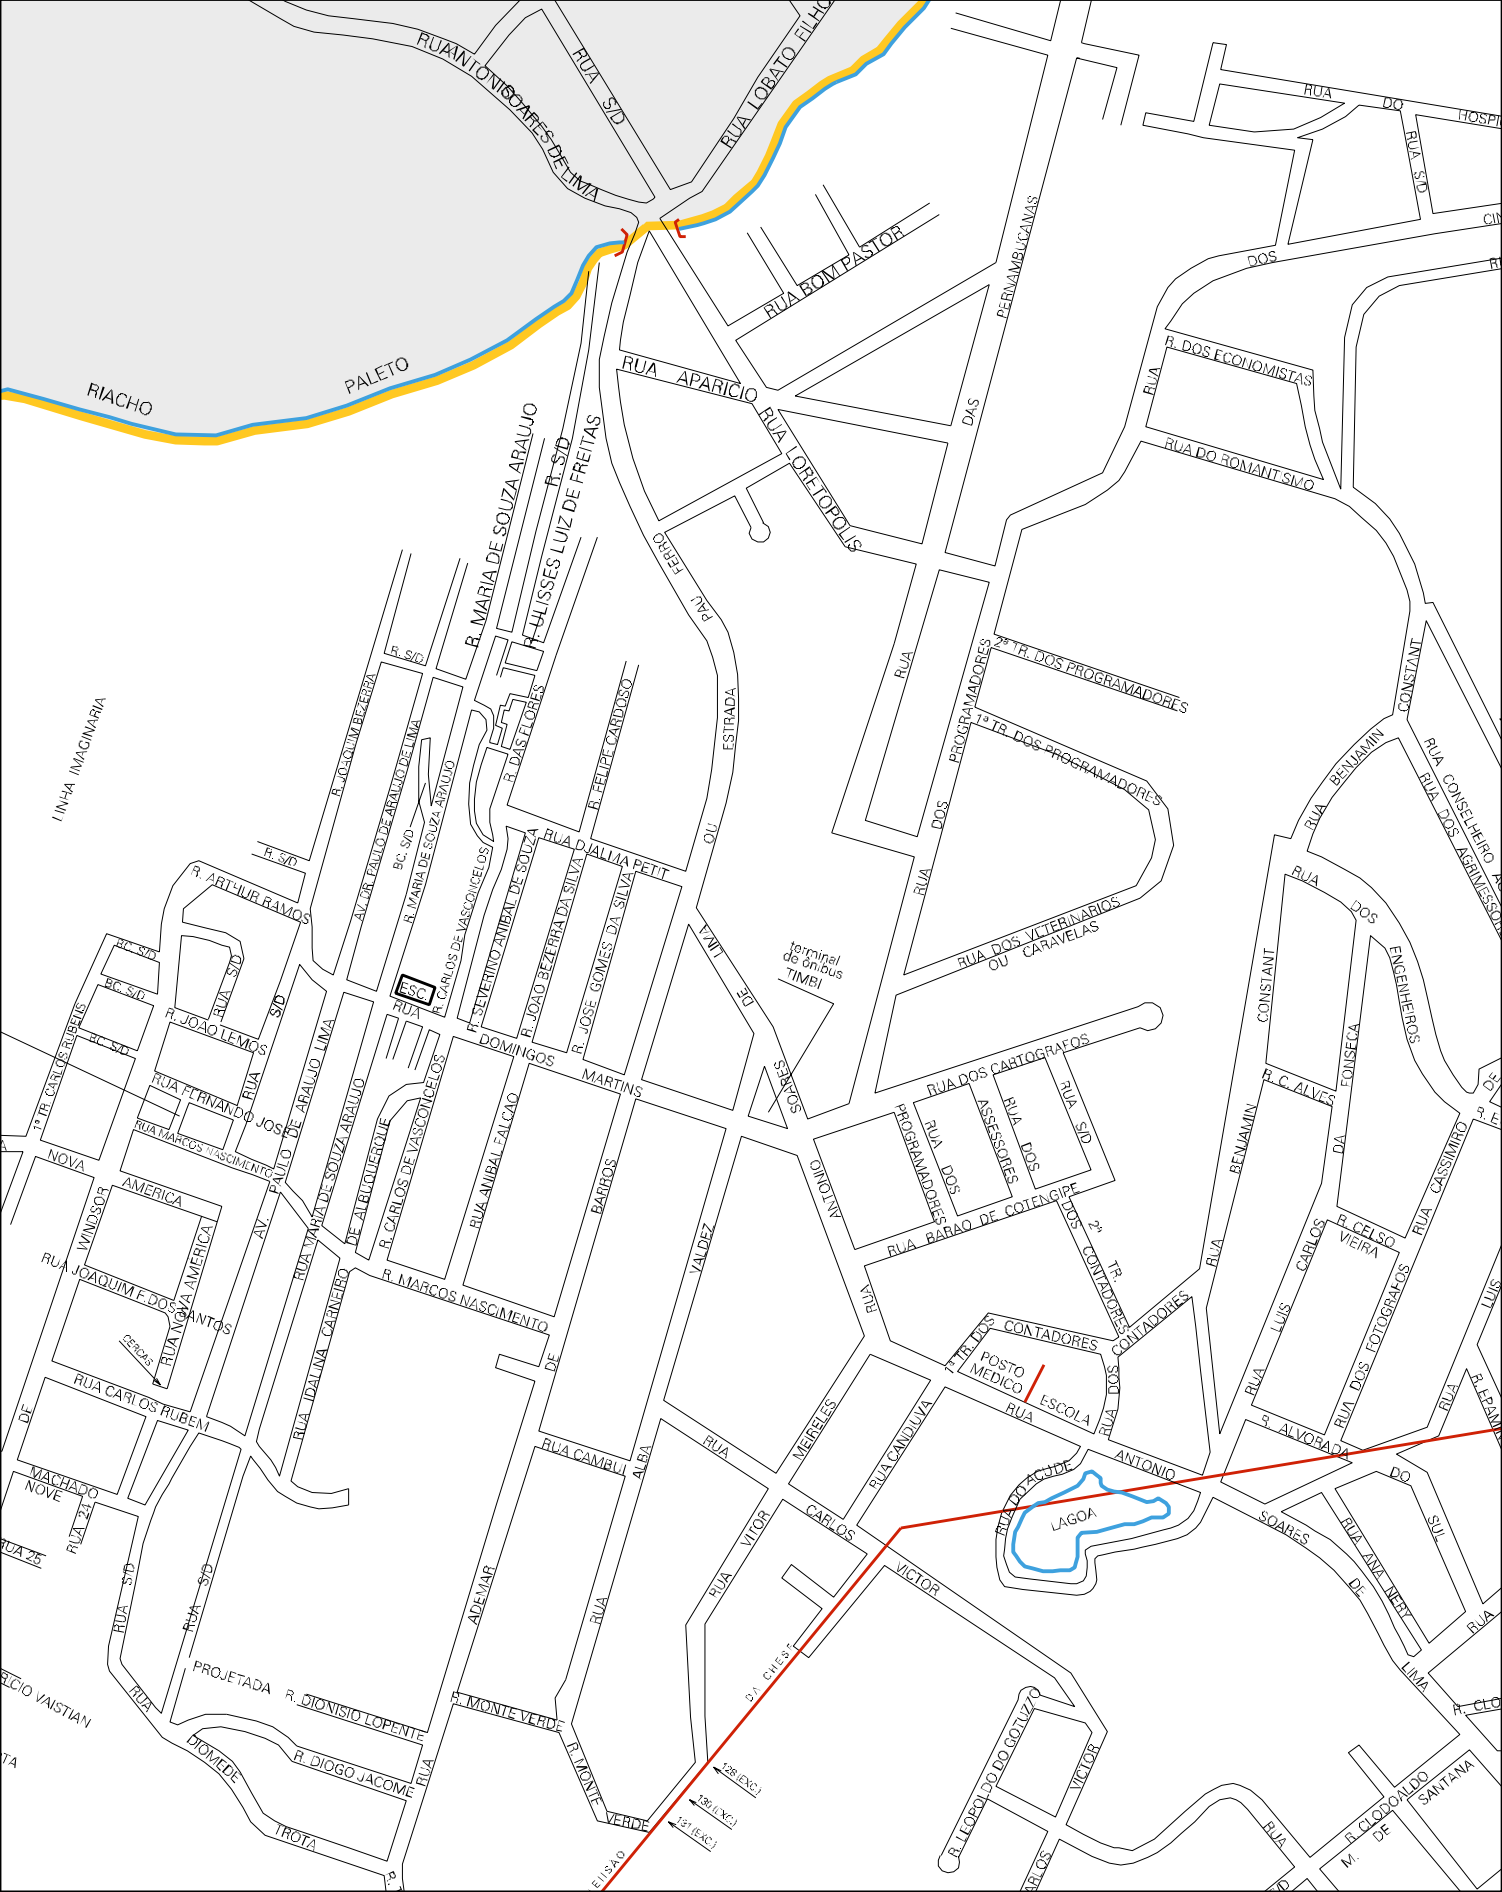 RUA ANTONIO SOARES DE LIMA
RUA S/D
RUA LOBATO FILHO
RUA DO
RUA S/D
DOS
RIACHO PALETO
RUA BOM PASTOR
RUA DAS PERNAMBUCANAS
RUA APARICIO
RUA LORETOPOLIS
R. DOS ECONOMISTAS
RUA
RUA DO ROMANTISMO
R. MARIA DE SOUZA ARAUJO
R. S/D
R. ULISSES LUIZ DE FREITAS
ESTRADA PAU FERRO
OU
LINHA IMAGINARIA
R. S/D
R. JOAQUIM BEZERRA
AV. DR. PAULO DE ARAUJO DE LIMA
BC. S/D
R. MARIA DE SOUZA ARAUJO
R. DAS FLORES
R. FELIPE CARDOSO
RUA DOS PROGRAMADORES
2ª TR. DOS PROGRAMADORES
1ª TR. DOS PROGRAMADORES
RUA BENJAMIN CONSTANT
RUA CONSELHEIRO
RUA DOS AGRIMESSORES
R. S/D
R. ARTHUR RAMOS
RUA DJALMA PETIT
R. CARLOS DE VASCONCELOS
R. SEVERINO ANIBAL DE SOUZA
R. JOAO BEZERRA DA SILVA
R. JOSE GOMES DA SILVA
RUA DOS VETERINARIOS
OU CARAVELAS
RUA DOS ENGENHEIROS
BC. S/D
BC. S/D
BC. S/D
RUA S/D
ESC.
terminal
de ônibus
TIMBI
RUA DOMINGOS MARTINS
1ª TR. CARLOS RUBENS
R. JOAO LEMOS
RUA S/D
RUA FERNANDO JOSE
RUA MARCOS NASCIMENTO
AV. PAULO DE ARAUJO LIMA
RUA MARIA DE SOUZA ARAUJO
DE ALBUQUERQUE
R. CARLOS DE VASCONCELOS
RUA ANIBAL FALCAO
RUA ANTONIO SOARES DE LIMA
RUA DOS CARTOGRAFOS
PROGRAMADORES
RUA DOS
ASSESSORES
RUA DOS
RUA S/D
RUA BARAO DE COTENGIPE
RUA BENJAMIN CONSTANT
R. C. ALVES
RUA LUIS CARLOS DA FONSECA
R. CELSO
VIEIRA
RUA CASSIMIRO DE
RUA DOS FOTOGRAFOS
NOVA
AMERICA
DE WINDSOR
RUA NOVA AMERICA
RUA JOAQUIM F. DOS SANTOS
CERCAS
RUA CARLOS RUBEM
RUA IDALINA CARNEIRO
R. MARCOS NASCIMENTO
RUA ADEMAR DE BARROS
RUA ALBA VALDEZ
2ª TR. CONTADORES
DOS CONTADORES
1ª TR. DOS CONTADORES
RUA DOS CONTADORES
POSTO
MEDICO
ESCOLA
RUA ANTONIO SOARES DE LIMA
RUA CAMBUI
RUA CARLOS VICTOR
RUA VITOR MEIRELES
RUA CANDIUVA
RUA DO ACUDE
LAGOA
R. ALVORADA
RUA LUIS
R. EPAMIN
DO SUL
RUA ANA NERY
RUA
MACHADO
NOVE
RUA 24
RUA 25
RUA S/D
RUA S/D
PROJETADA
R. DIONISIO LOPENTE
R. DIOGO JACOME
RUA DIOMEDE TROTA
R. MONTE VERDE
R. MONTE VERDE
DA CHESF
128 (EXC.)
130 (EXC.)
131 (EXC.)
R. LEOPOLDO DO GOTUZZO
VICTOR
RUA
R. CLODOALDO
M. DE
SANTANA
R. CLO